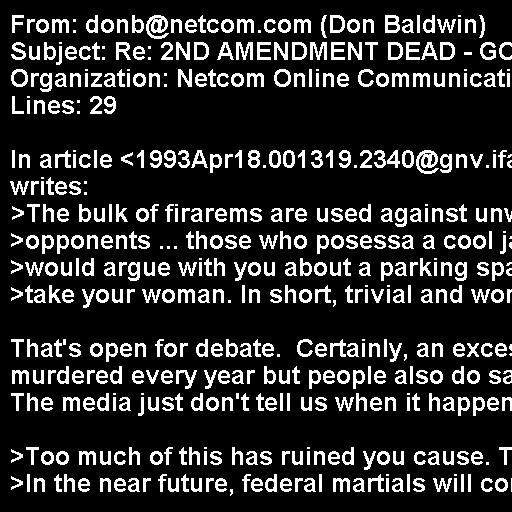 From: donb@netcom.com (Don Baldwin)
Subject: Re: 2ND AMENDMENT DEAD - GO
Organization: Netcom Online Communicati
Lines: 29

In article <1993Apr18.001319.2340@gnv.ifa
writes:
>The bulk of firarems are used against unw
>opponents ... those who posessa a cool ja
>would argue with you about a parking spa
>take your woman. In short, trivial and wor
 
That's open for debate.  Certainly, an exces
murdered every year but people also do sa
The media just don't tell us when it happen

>Too much of this has ruined you cause. T
>In the near future, federal martials will co